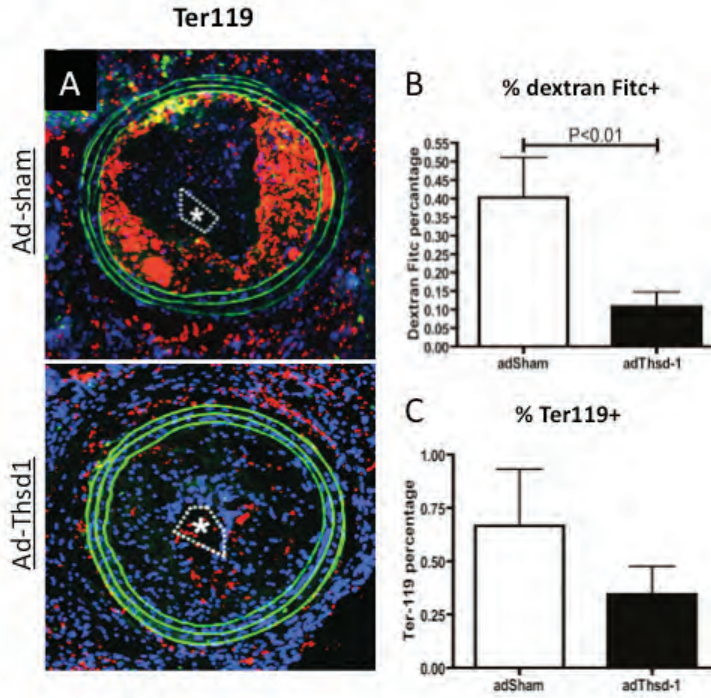 Ter119
A
Ad-sham
*
Ad-Thsd1
*
B
% dextran Fitc+
P<0.01
Dextran Fitc percantage
0.55
0.50
0.45
0.40
0.35
0.30
0.25
0.20
0.15
0.10
0.05
0.00
adSham
adThsd-1
C
% Ter119+
Ter-119 percentage
1.00
0.75
0.50
0.25
0.00
adSham
adThsd-1